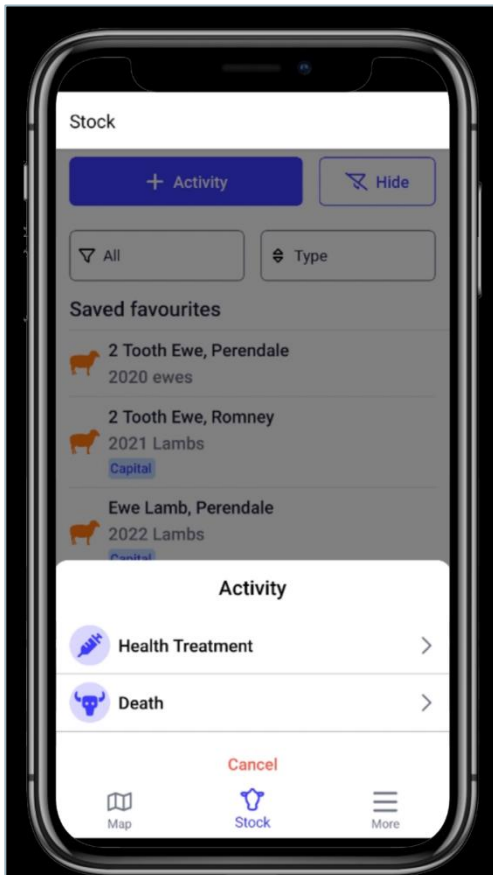 Stock
+ Activity
Hide
All
Type
Saved favourites
2 Tooth Ewe, Perendale
2020 ewes
2 Tooth Ewe, Romney
2021 Lambs
Capital
Ewe Lamb, Perendale
2022 Lambs
Capital
Activity
Health Treatment
Death
Cancel
Map
Stock
More